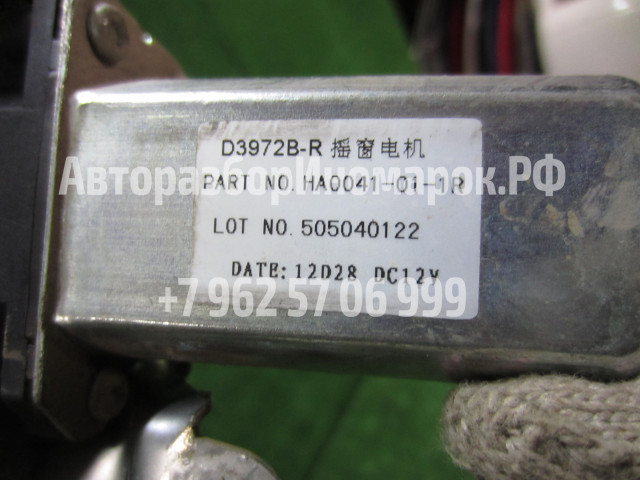 D3972B-R 摇窗电机
PART NO. HA0041-01-1R
АвторазборИномарок.РФ
LOT NO. 505040122
DATE: 12D28 DC12V
+7 962 57 06 999